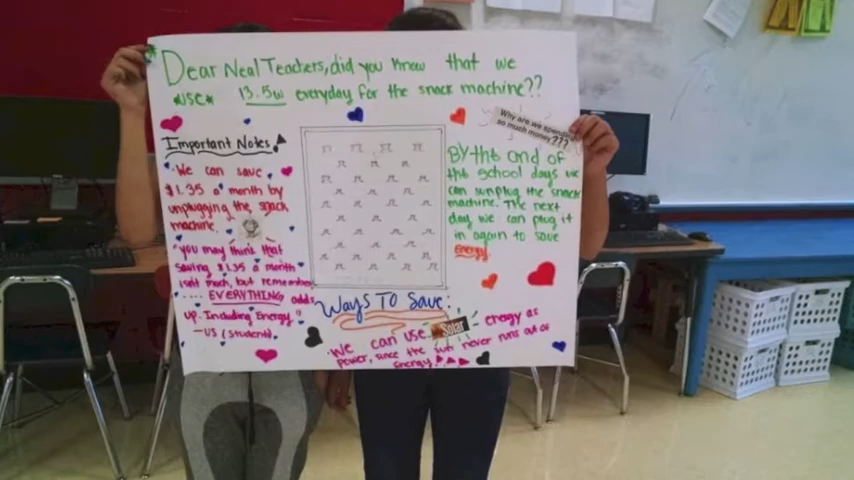 Dear Neal Teachers, did you know that we
*USE* 13.5w everyday for the snack machine??
Why are we spending
so much money???
Important Notes!
We can save
$1.35 a month by
unplugging the snack
machine.
"you may think that
saving $1.35 a month
isn't much, but remember
.... EVERYTHING adds
up. Including Energy."
-US (students)
By the end of
the school days we
can unplug the snack
machine. The next
day we can plug it
in again to save
energy.
Ways To Save:
We can use Solar energy as
power, since the sun never runs out of
energy!